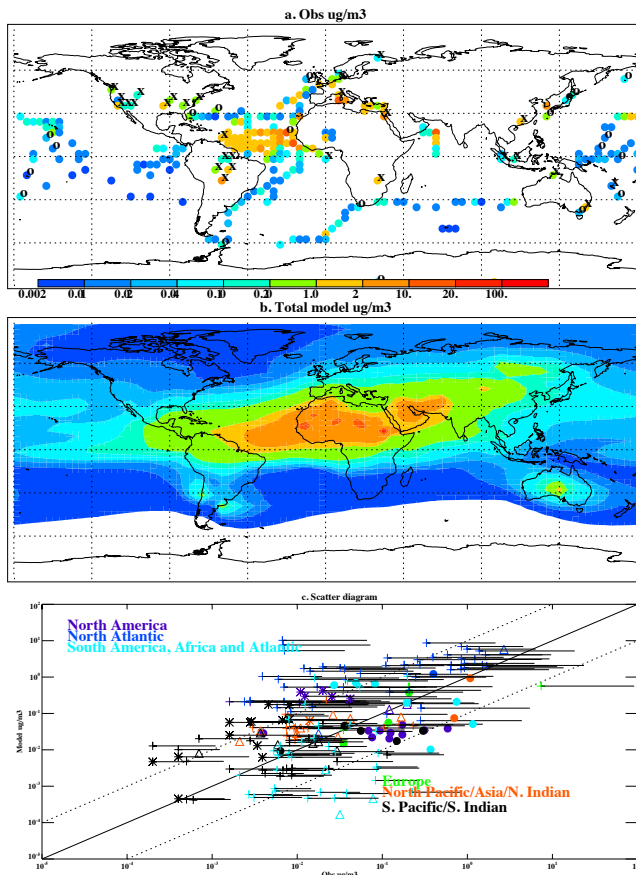 a. Obs ug/m3
0.002 0.01 0.02 0.04 0.10 0.20 1.0 2 10. 20. 100.
b. Total model ug/m3
c. Scatter diagram
North America
North Atlantic
South America, Africa and Atlantic
Europe
North Pacific/Asia/N. Indian
S. Pacific/S. Indian
Model ug/m3
Obs ug/m3